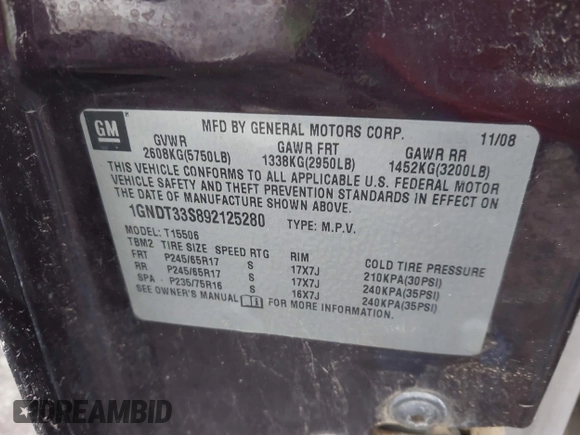 GM
MFD BY GENERAL MOTORS CORP. 11/08
GVWR GAWR FRT GAWR RR
2608KG(5750LB) 1338KG(2950LB) 1452KG(3200LB)
THIS VEHICLE CONFORMS TO ALL APPLICABLE U.S. FEDERAL MOTOR
VEHICLE SAFETY AND THEFT PREVENTION STANDARDS IN EFFECT ON
THE DATE OF MANUFACTURE SHOWN ABOVE.
1GNDT33S892125280 TYPE: M.P.V.
MODEL: T15506
TBM2 TIRE SIZE SPEED RTG RIM COLD TIRE PRESSURE
FRT P245/65R17 S 17X7J 210KPA(30PSI)
RR P245/65R17 S 17X7J 240KPA(35PSI)
SPA P235/75R16 S 16X7J 240KPA(35PSI)
SEE OWNER'S MANUAL FOR MORE INFORMATION.
DREAMBID